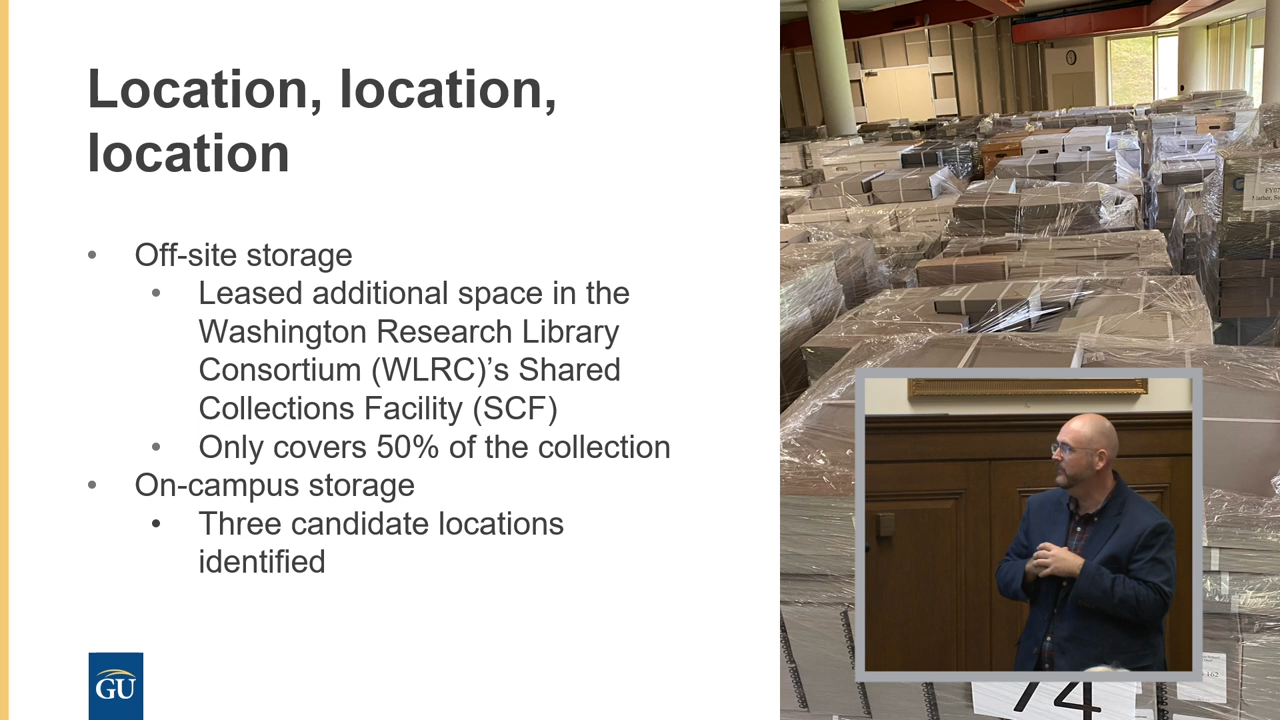 Location, location,
location
• Off-site storage
• Leased additional space in the
Washington Research Library
Consortium (WLRC)’s Shared
Collections Facility (SCF)
• Only covers 50% of the collection
• On-campus storage
• Three candidate locations
identified
GU
74
162